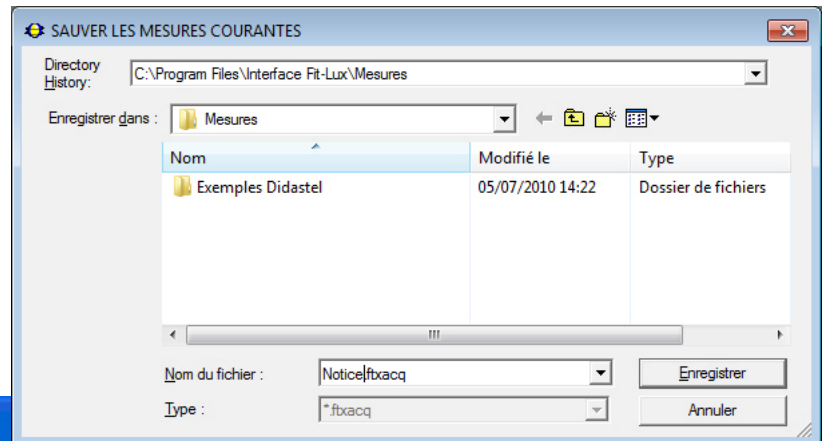 SAUVER LES MESURES COURANTES
Directory History: C:\Program Files\Interface Fit-Lux\Mesures
Enregistrer dans : Mesures
Nom Modifié le Type
Exemples Didastel 05/07/2010 14:22 Dossier de fichiers
Nom du fichier : Notice.ftxacq Enregistrer
Type : *.ftxacq Annuler